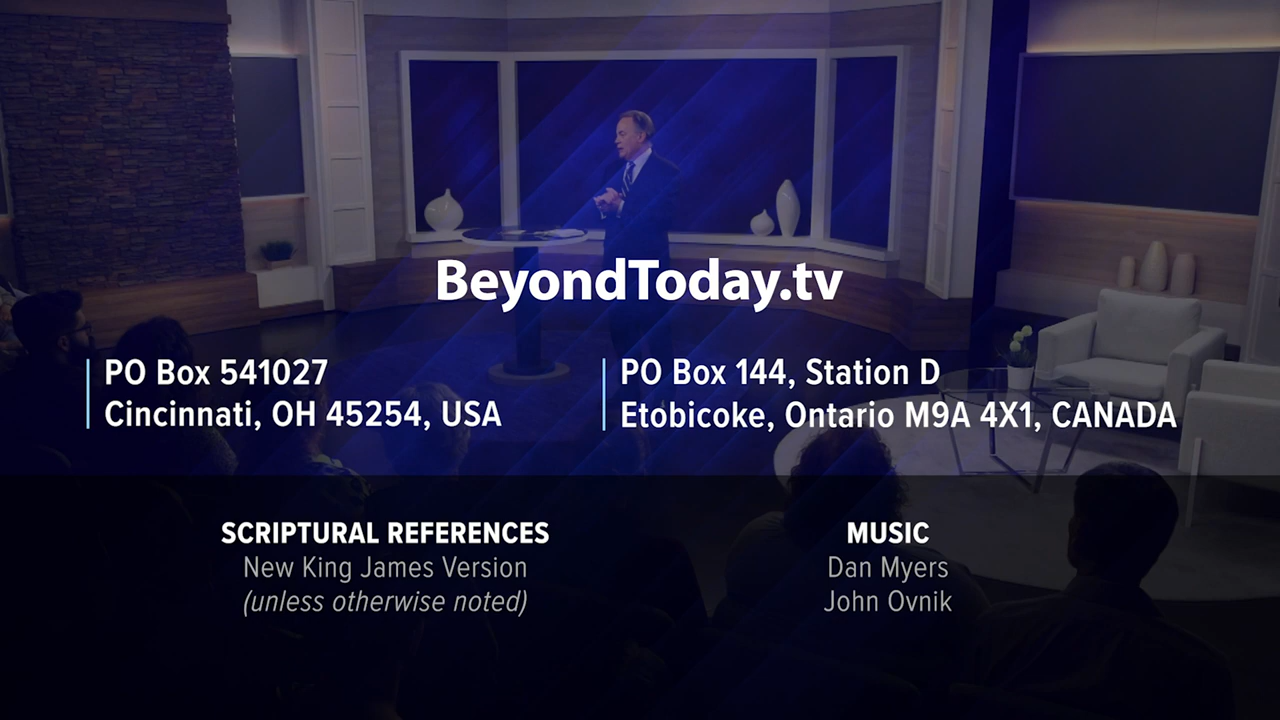 BeyondToday.tv
PO Box 541027
Cincinnati, OH 45254, USA
PO Box 144, Station D
Etobicoke, Ontario M9A 4X1, CANADA
SCRIPTURAL REFERENCES
New King James Version
(unless otherwise noted)
MUSIC
Dan Myers
John Ovnik